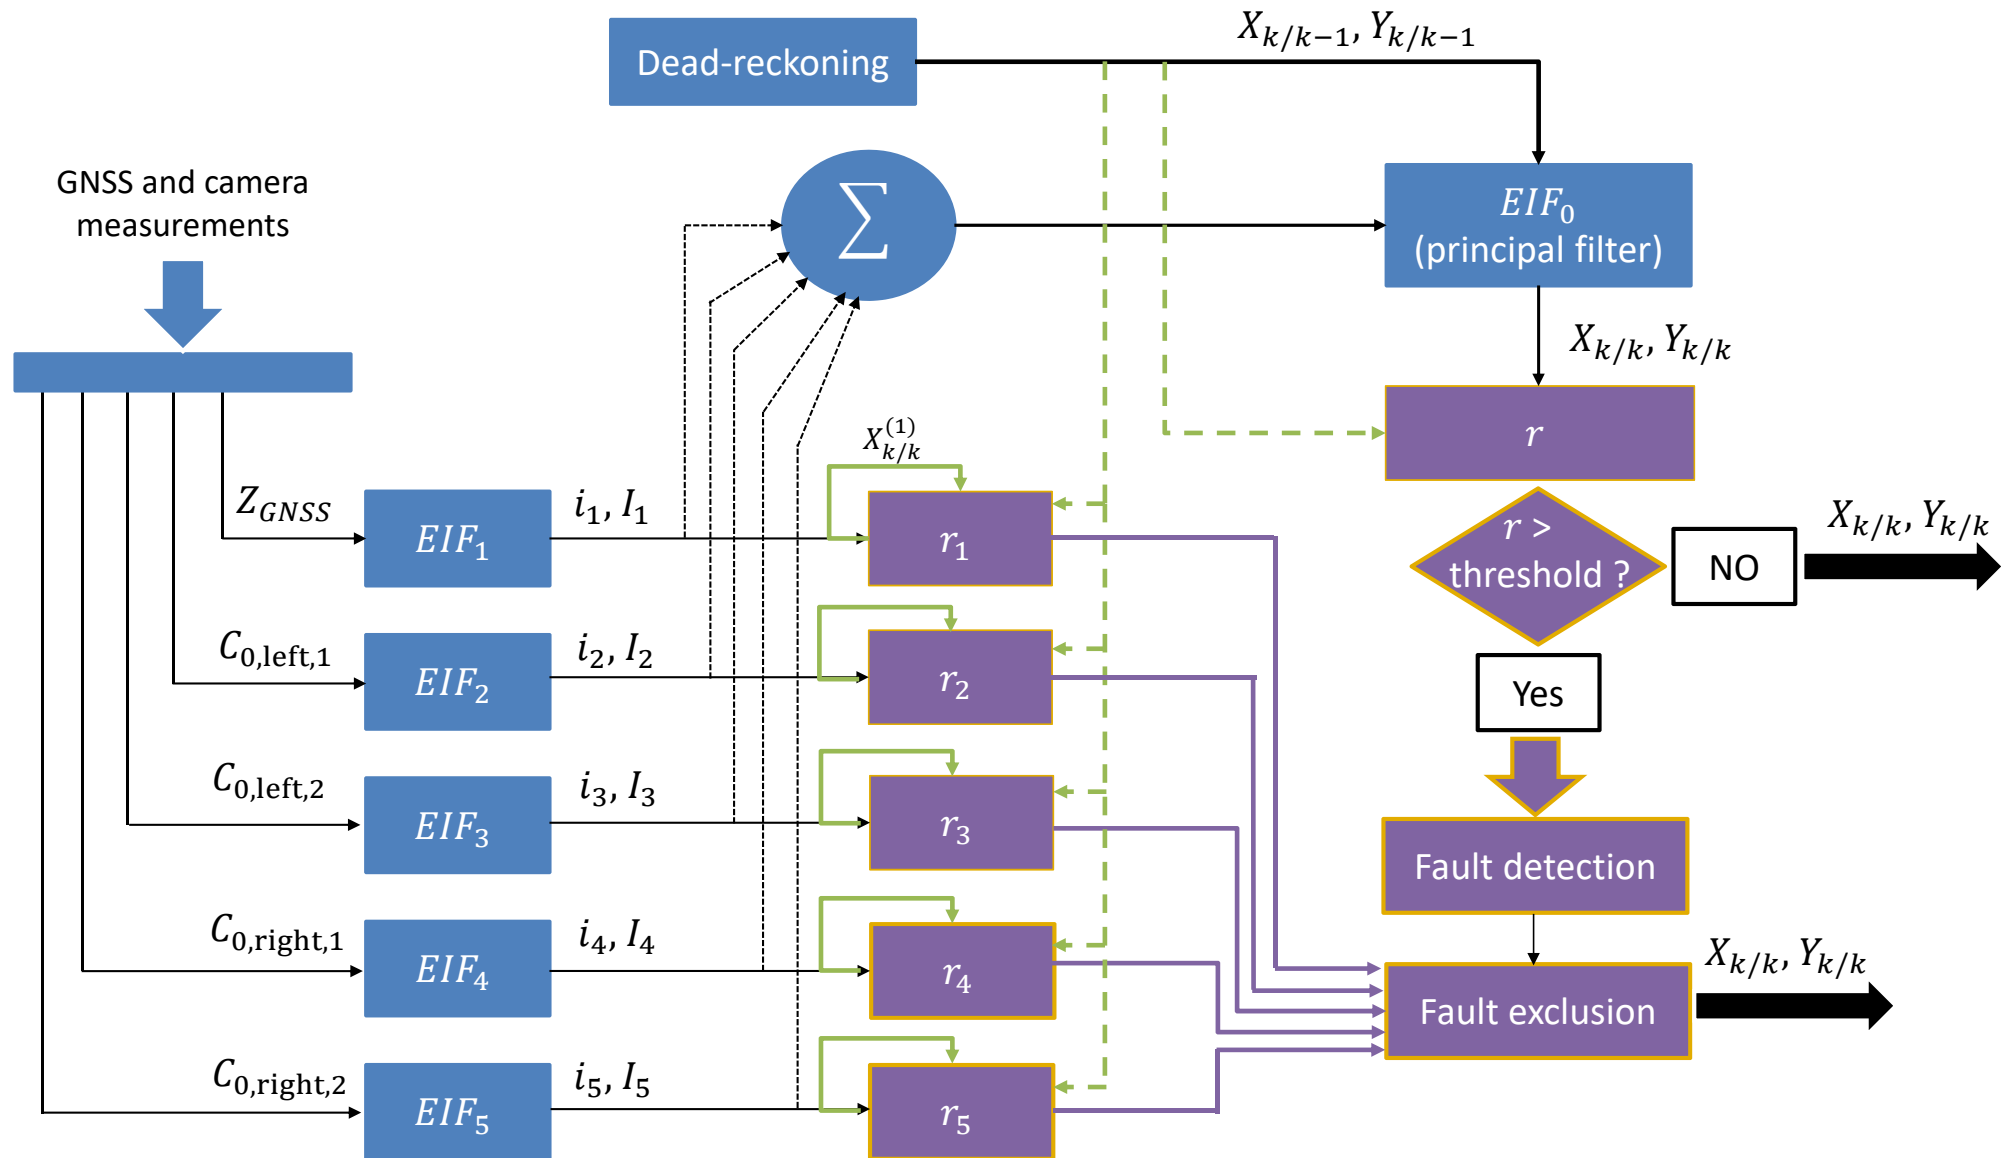 X_{k/k−1}, Y_{k/k−1}
Dead-reckoning
GNSS and camera
measurements
∑
EIF_0
(principal filter)
X_{k/k}, Y_{k/k}
r
X_{k/k}^{(1)}
Z_{GNSS}
EIF_1
i_1, I_1
r_1
r >
threshold ?
NO
X_{k/k}, Y_{k/k}
C_{0,left,1}
EIF_2
i_2, I_2
r_2
Yes
C_{0,left,2}
EIF_3
i_3, I_3
r_3
Fault detection
C_{0,right,1}
EIF_4
i_4, I_4
r_4
Fault exclusion
X_{k/k}, Y_{k/k}
C_{0,right,2}
EIF_5
i_5, I_5
r_5